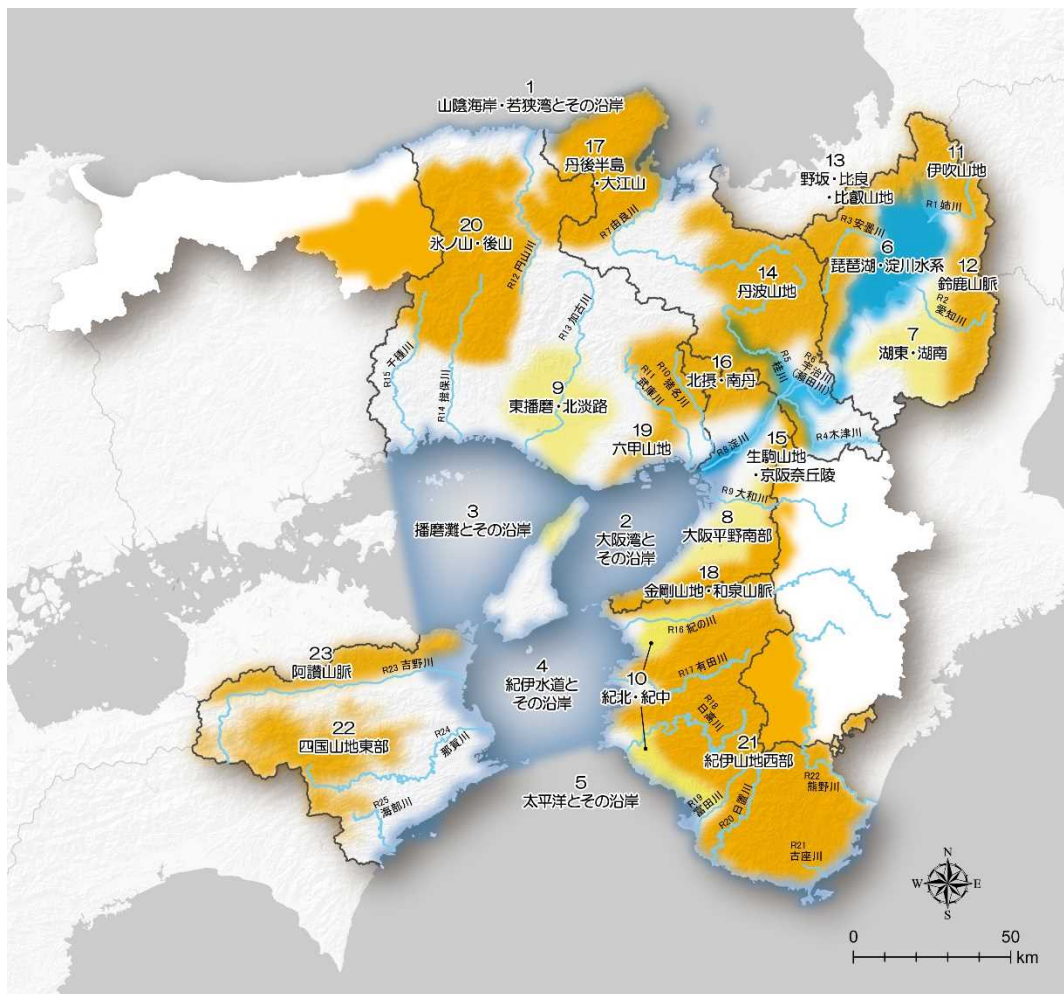 1
山陰海岸・若狭湾とその沿岸
17
丹後半島
・大江山
13
野坂・比良
・比叡山地
11
伊吹山地
R1 姉川
R3 安曇川
6
琵琶湖・淀川水系
12
鈴鹿山脈
R2
愛知川
7
湖東・湖南
20
氷ノ山・後山
R12 円山川
R7 由良川
14
丹波山地
R13 加古川
R15 千種川
R14 揖保川
9
東播磨・北淡路
R11
武庫川
R10 猪名川
16
北摂・南丹
R5
桂川
R6
宇治川
(瀬田川)
19
六甲山地
R8 淀川
15
生駒山地
・京阪奈丘陵
R4 木津川
R9 大和川
3
播磨灘とその沿岸
2
大阪湾と
その沿岸
8
大阪平野南部
18
金剛山地・和泉山脈
R16 紀の川
23
阿讃山脈
R23 吉野川
4
紀伊水道と
その沿岸
10
紀北・紀中
R17 有田川
R18
日高川
22
四国山地東部
R24
那賀川
R25
海部川
5
太平洋とその沿岸
21
紀伊山地西部
R19
富田川
R20 日置川
R22
熊野川
R21
古座川
N
W
E
S
0
50
km